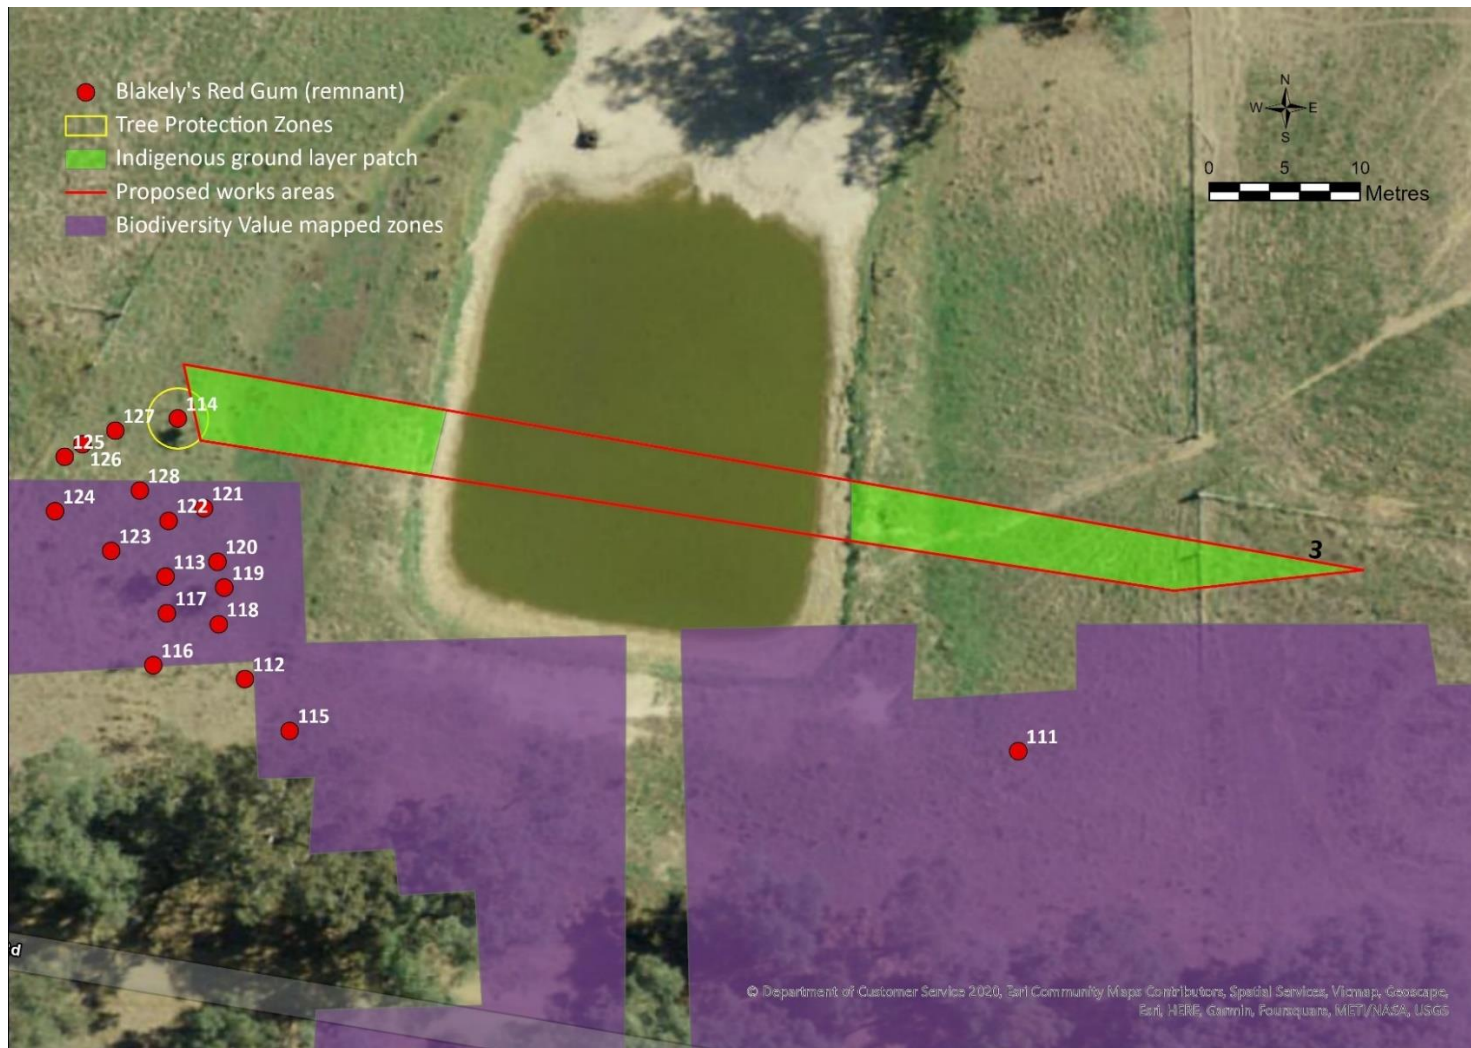 Blakely's Red Gum (remnant)
Tree Protection Zones
Indigenous ground layer patch
Proposed works areas
Biodiversity Value mapped zones
N
W E
S
0 5 10
Metres
114
127
125
126
128
124
121
122
123
120
113
119
117
118
116
112
115
111
3
d
© Department of Customer Service 2020, Esri Community Maps Contributors, Spatial Services, Vicmap, Geoscape,
Esri, HERE, Garmin, Foursquare, METI/NASA, USGS